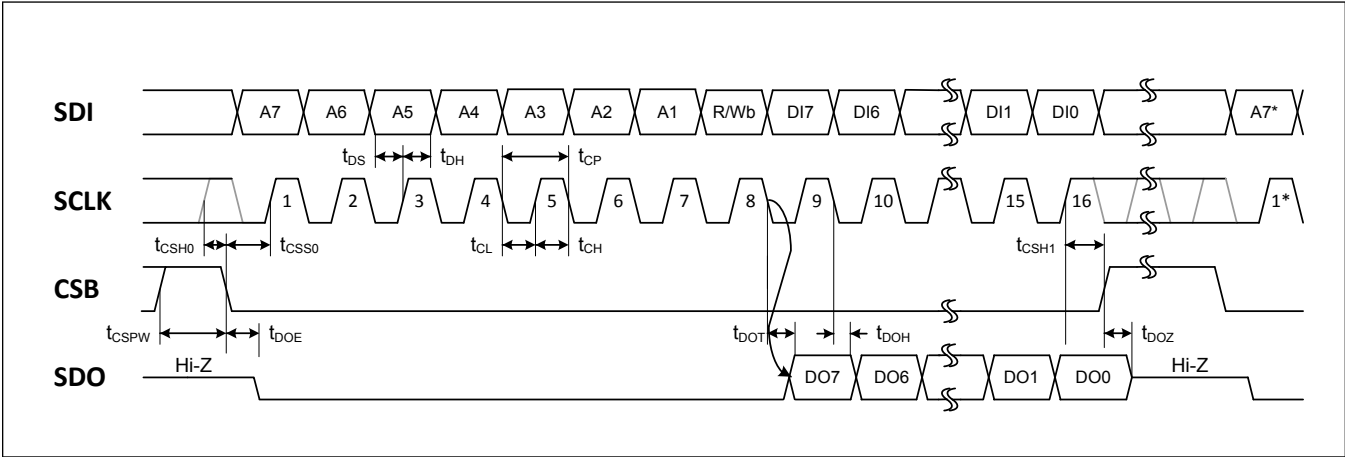 SDI A7 A6 A5 A4 A3 A2 A1 R/Wb DI7 DI6 DI1 DI0 A7*
tDS tDH tCP
SCLK 1 2 3 4 5 6 7 8 9 10 15 16 1*
tCSH0 tCSS0 tCL tCH tCSH1
CSB
tCSPW tDOE tDOT tDOH tDOZ
SDO Hi-Z DO7 DO6 DO1 DO0 Hi-Z